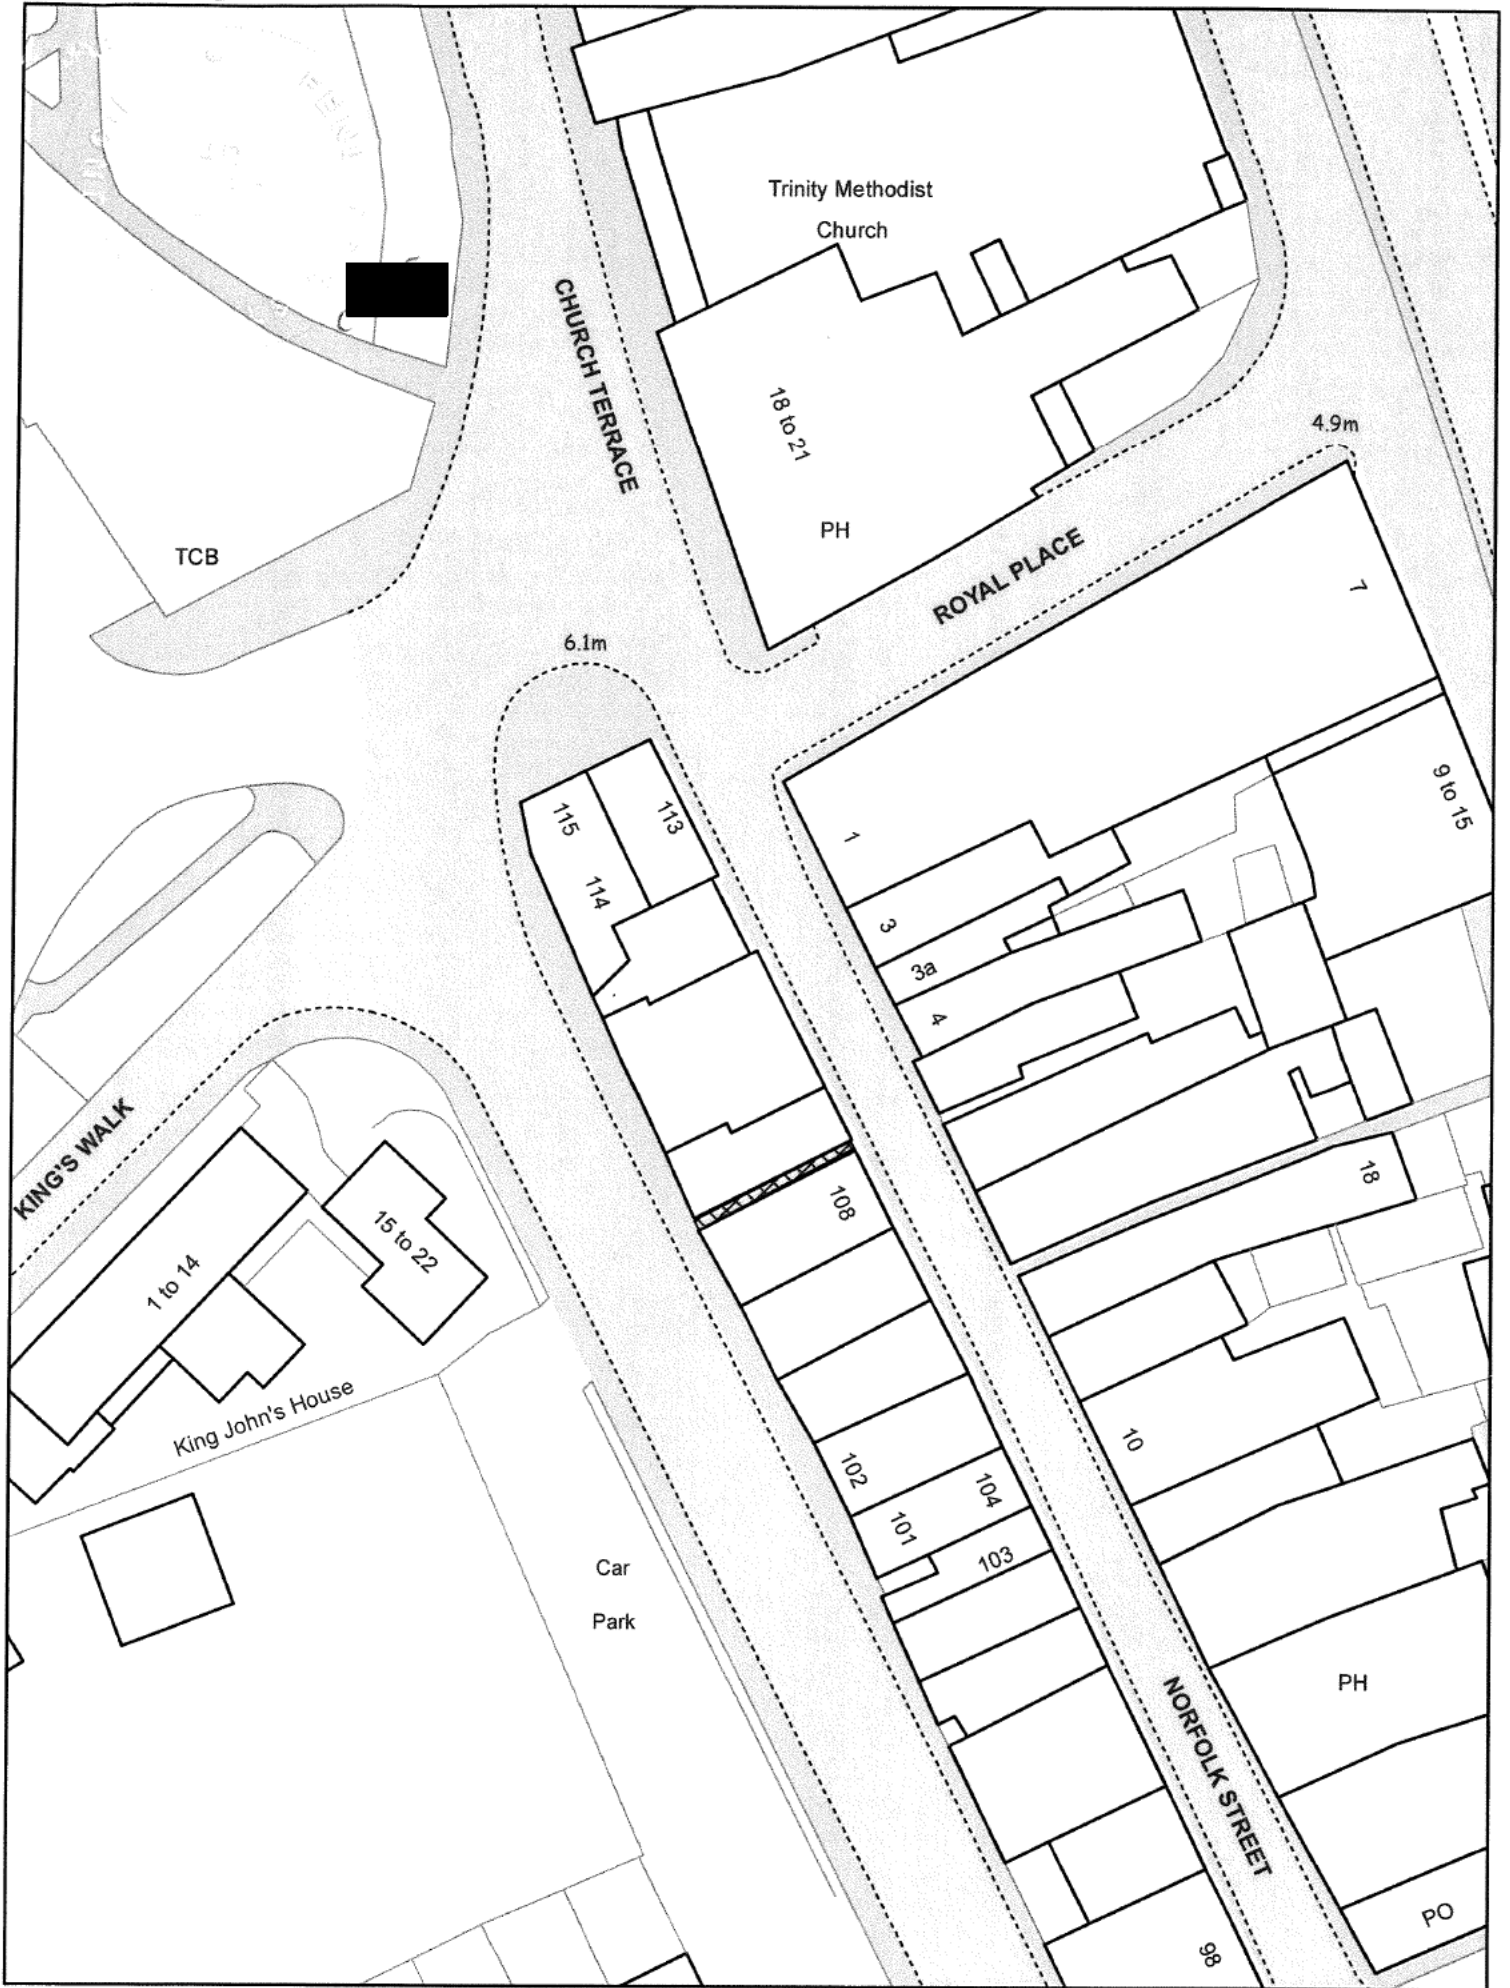 Trinity Methodist
Church
CHURCH TERRACE
18 to 21
4.9m
TCB
PH
ROYAL PLACE
7
6.1m
115
113
1
9 to 15
114
3
3a
4
KING'S WALK
18
108
15 to 22
1 to 14
King John's House
10
102
104
101
103
Car
Park
PH
NORFOLK STREET
PO
98